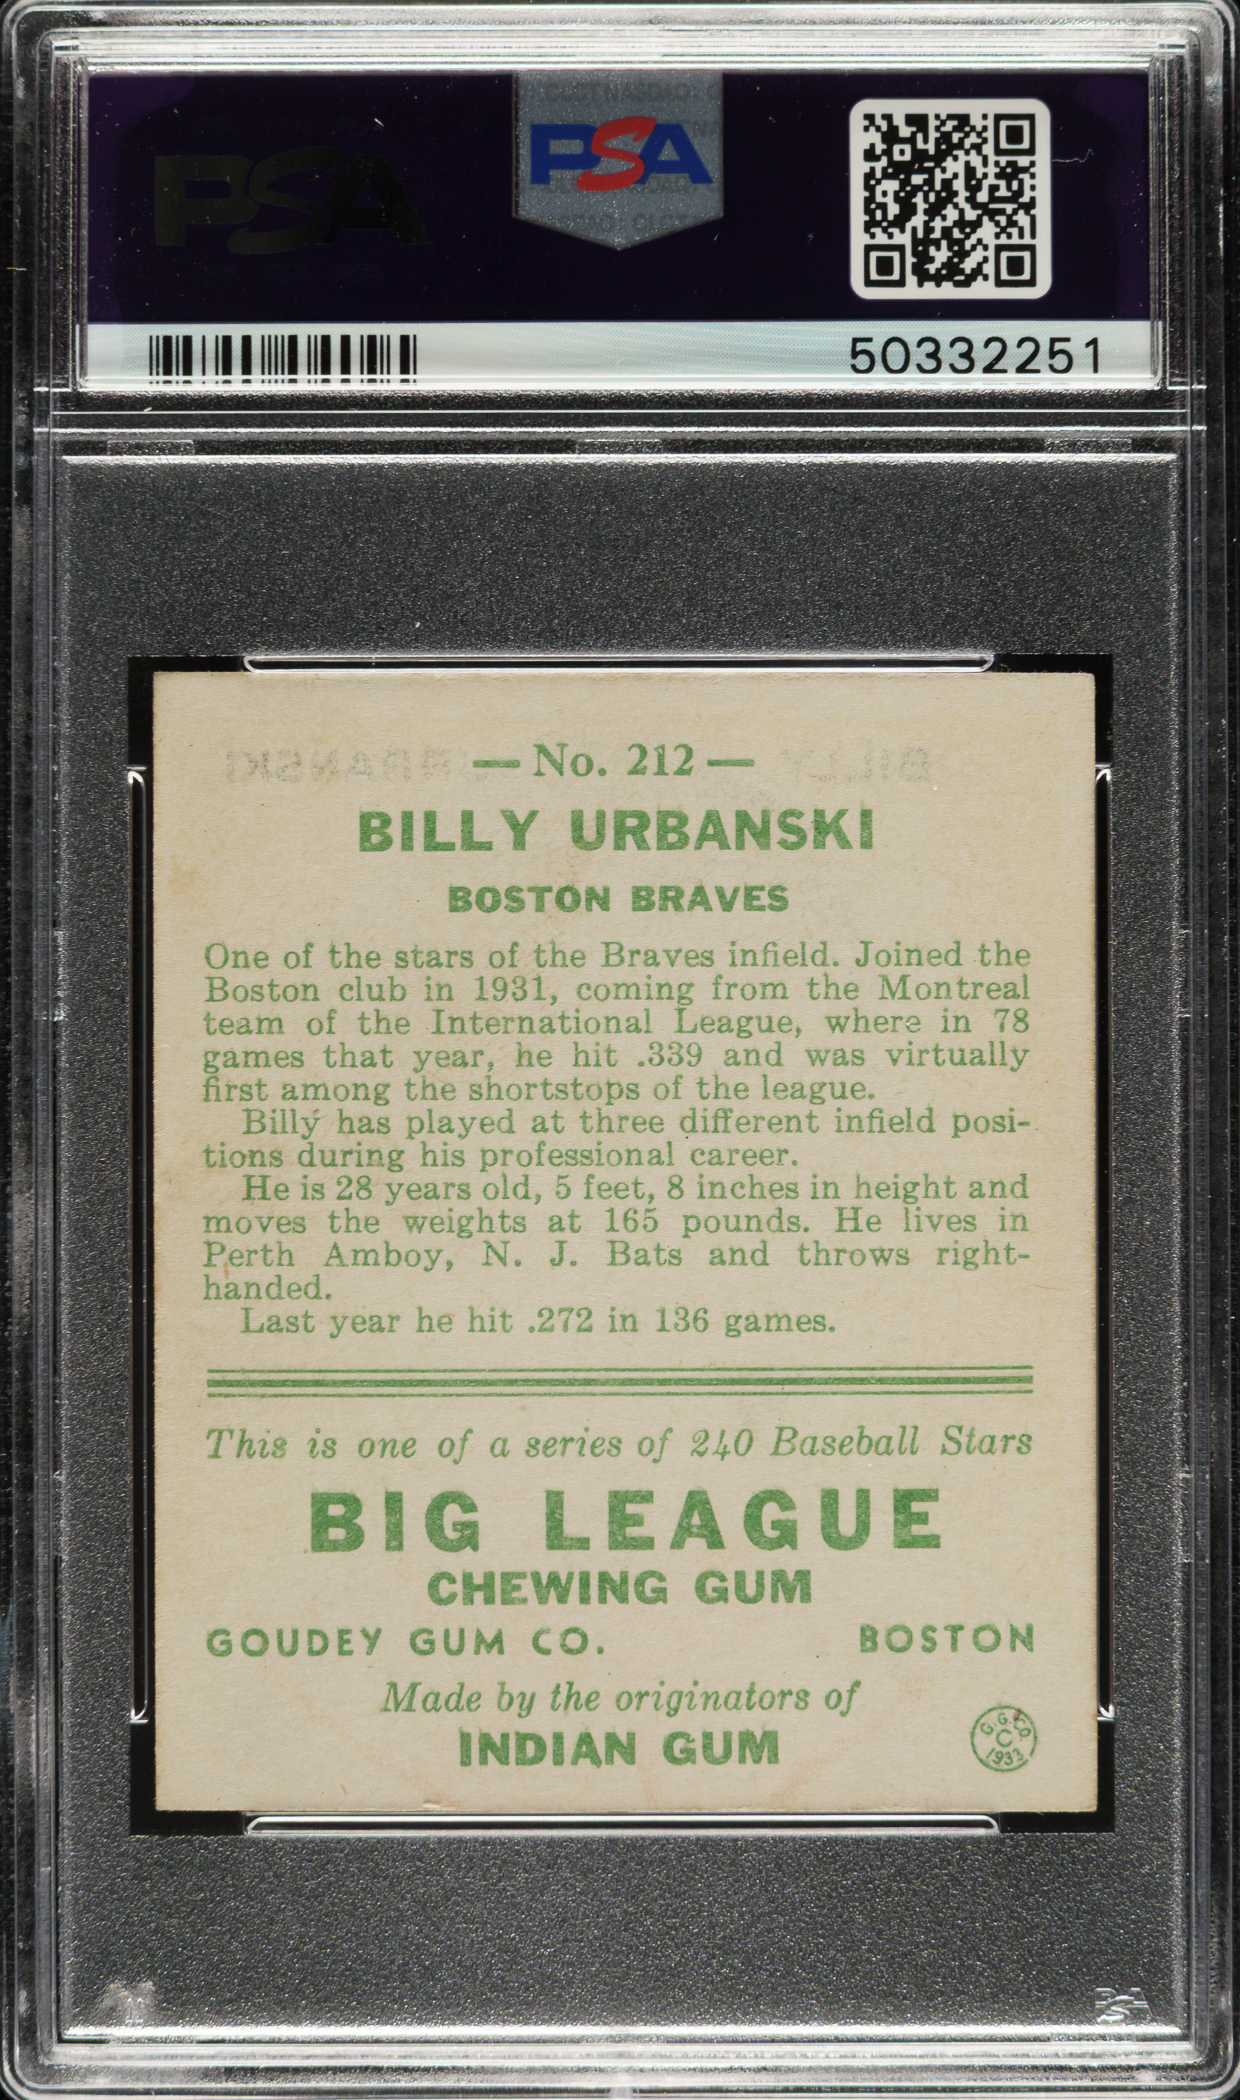 PSA
PSA
50332251
— No. 212 —
BILLY URBANSKI
BILLY URBANSKI
BOSTON BRAVES
One of the stars of the Braves infield. Joined the
Boston club in 1931, coming from the Montreal
team of the International League, where in 78
games that year, he hit .339 and was virtually
first among the shortstops of the league.
Billy has played at three different infield posi-
tions during his professional career.
He is 28 years old, 5 feet, 8 inches in height and
moves the weights at 165 pounds. He lives in
Perth Amboy, N. J. Bats and throws right-
handed.
Last year he hit .272 in 136 games.
This is one of a series of 240 Baseball Stars
BIG LEAGUE
CHEWING GUM
GOUDEY GUM CO. BOSTON
Made by the originators of
INDIAN GUM
G.G.CO
C
1933
PSA